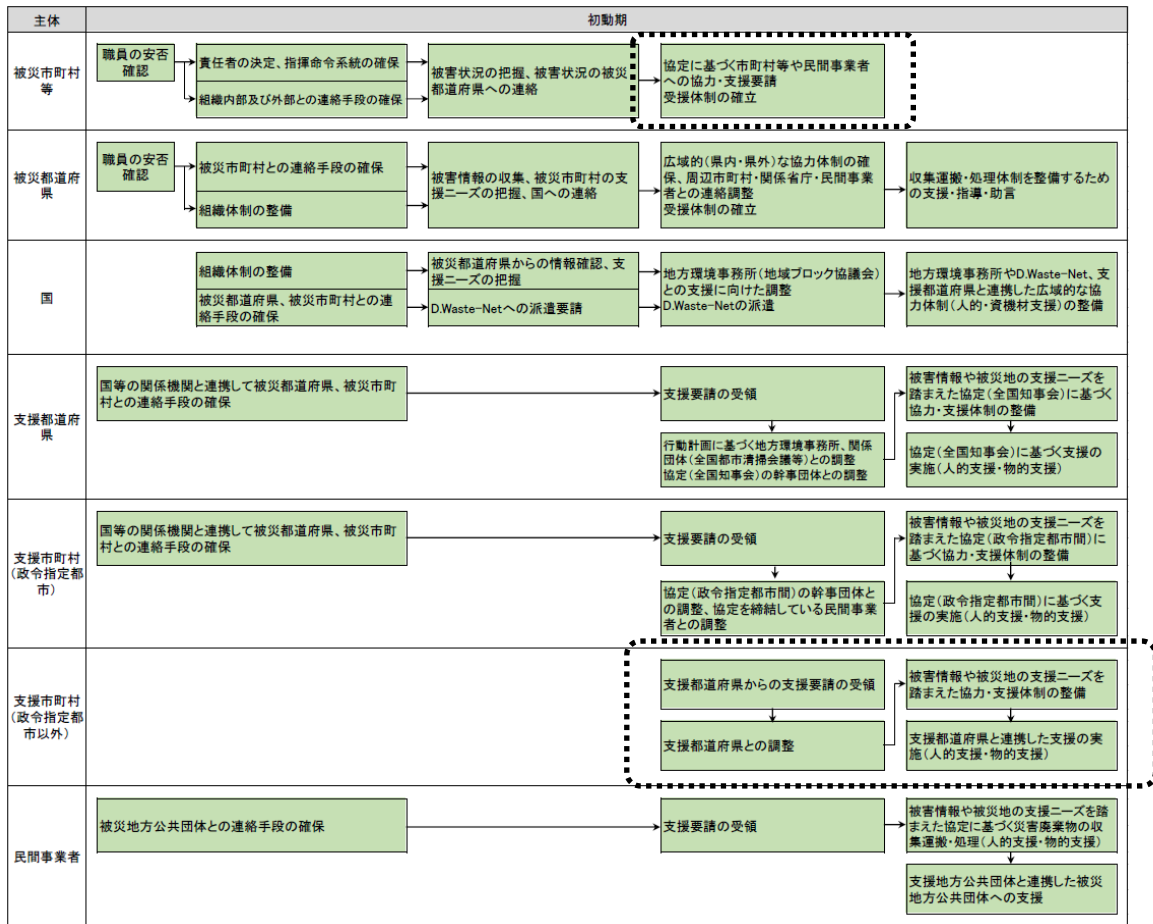 主体
初動期
被災市町村
等
職員の安否
確認
責任者の決定、指揮命令系統の確保
組織内部及び外部との連絡手段の確保
被害状況の把握、被害状況の被災
都道府県への連絡
協定に基づく市町村等や民間事業者
への協力・支援要請
受援体制の確立
被災都道府
県
職員の安否
確認
被災市町村との連絡手段の確保
組織体制の整備
被害情報の収集、被災市町村の支
援ニーズの把握、国への連絡
広域的（県内・県外）な協力体制の確
保、周辺市町村・関係省庁・民間事業
者との連絡調整
受援体制の確立
収集運搬・処理体制を整備するため
の支援・指導・助言
国
組織体制の整備
被災都道府県、被災市町村との連
絡手段の確保
被災都道府県からの情報確認、支
援ニーズの把握
D.Waste-Netへの派遣要請
地方環境事務所（地域ブロック協議会）
との支援に向けた調整
D.Waste-Netの派遣
地方環境事務所やD.Waste-Net、支
援都道府県と連携した広域的な協
力体制（人的・資機材支援）の整備
支援都道府
県
国等の関係機関と連携して被災都道府県、被災市町
村との連絡手段の確保
支援要請の受領
行動計画に基づく地方環境事務所、関係
団体（全国都市清掃会議等）との調整
協定（全国知事会）の幹事団体との調整
被害情報や被災地の支援ニーズを
踏まえた協定（全国知事会）に基づく
協力・支援体制の整備
協定（全国知事会）に基づく支援の
実施（人的支援・物的支援）
支援市町村
（政令指定都
市）
国等の関係機関と連携して被災都道府県、被災市町
村との連絡手段の確保
支援要請の受領
協定（政令指定都市間）の幹事団体と
の調整、協定を締結している民間事業
者との調整
被害情報や被災地の支援ニーズを
踏まえた協定（政令指定都市間）に
基づく協力・支援体制の整備
協定（政令指定都市間）に基づく支
援の実施（人的支援・物的支援）
支援市町村
（政令指定都
市以外）
支援都道府県からの支援要請の受領
支援都道府県との調整
被害情報や被災地の支援ニーズを
踏まえた協力・支援体制の整備
支援都道府県と連携した支援の実
施（人的支援・物的支援）
民間事業者
被災地方公共団体との連絡手段の確保
支援要請の受領
被害情報や被災地の支援ニーズを踏
まえた協定に基づく災害廃棄物の収
集運搬・処理（人的支援・物的支援）
支援地方公共団体と連携した被災
地方公共団体への支援